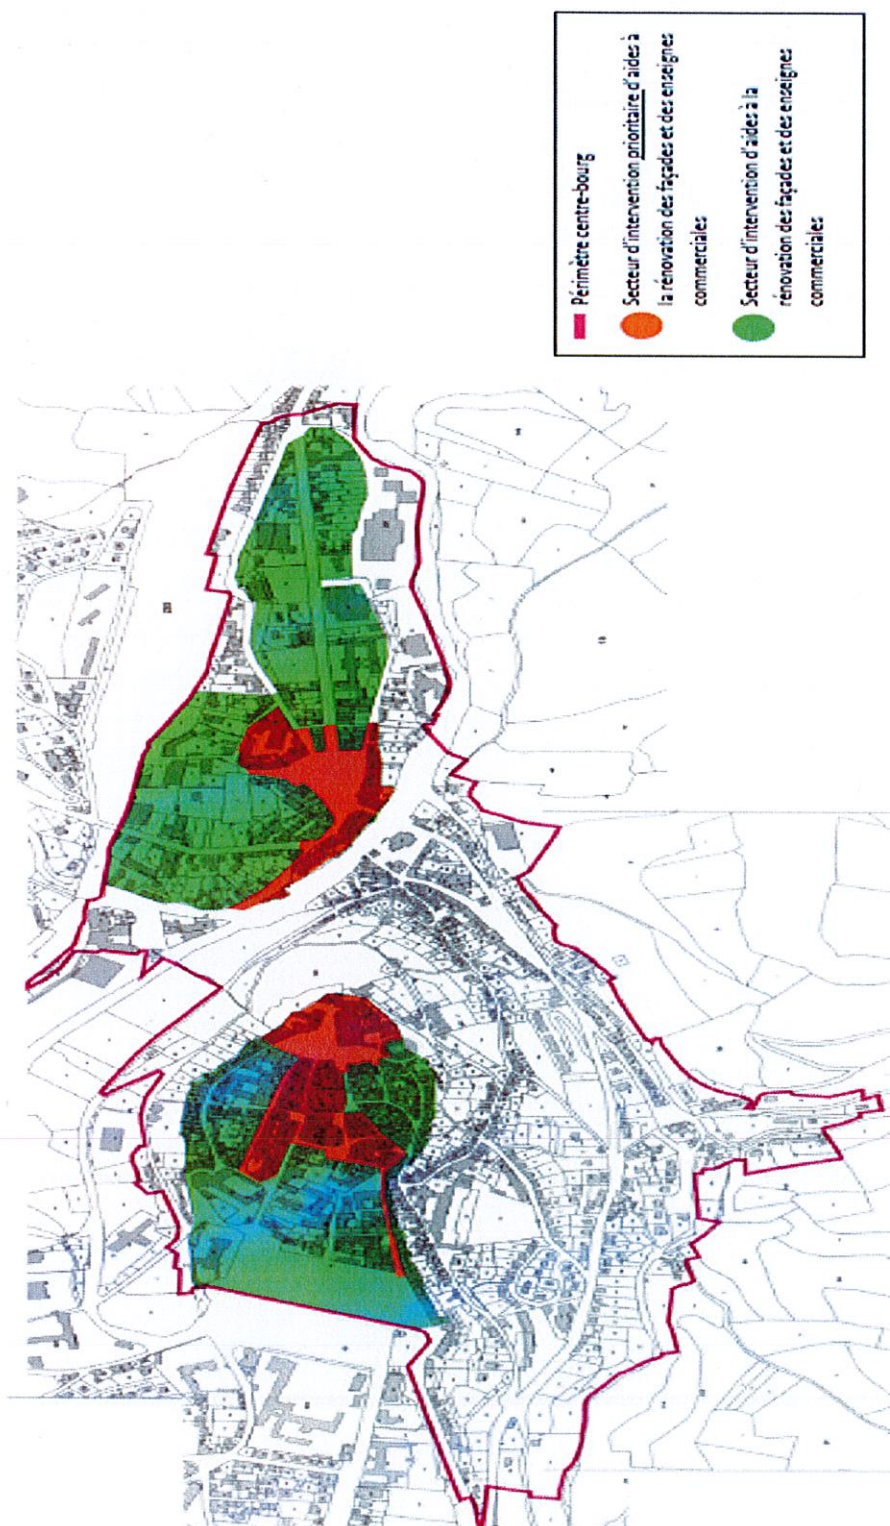 Périmètre centre-bourg
Secteur d'intervention prioritaire d'aides à
la rénovation des façades et des enseignes
commerciales
Secteur d'intervention d'aides à la
rénovation des façades et des enseignes
commerciales